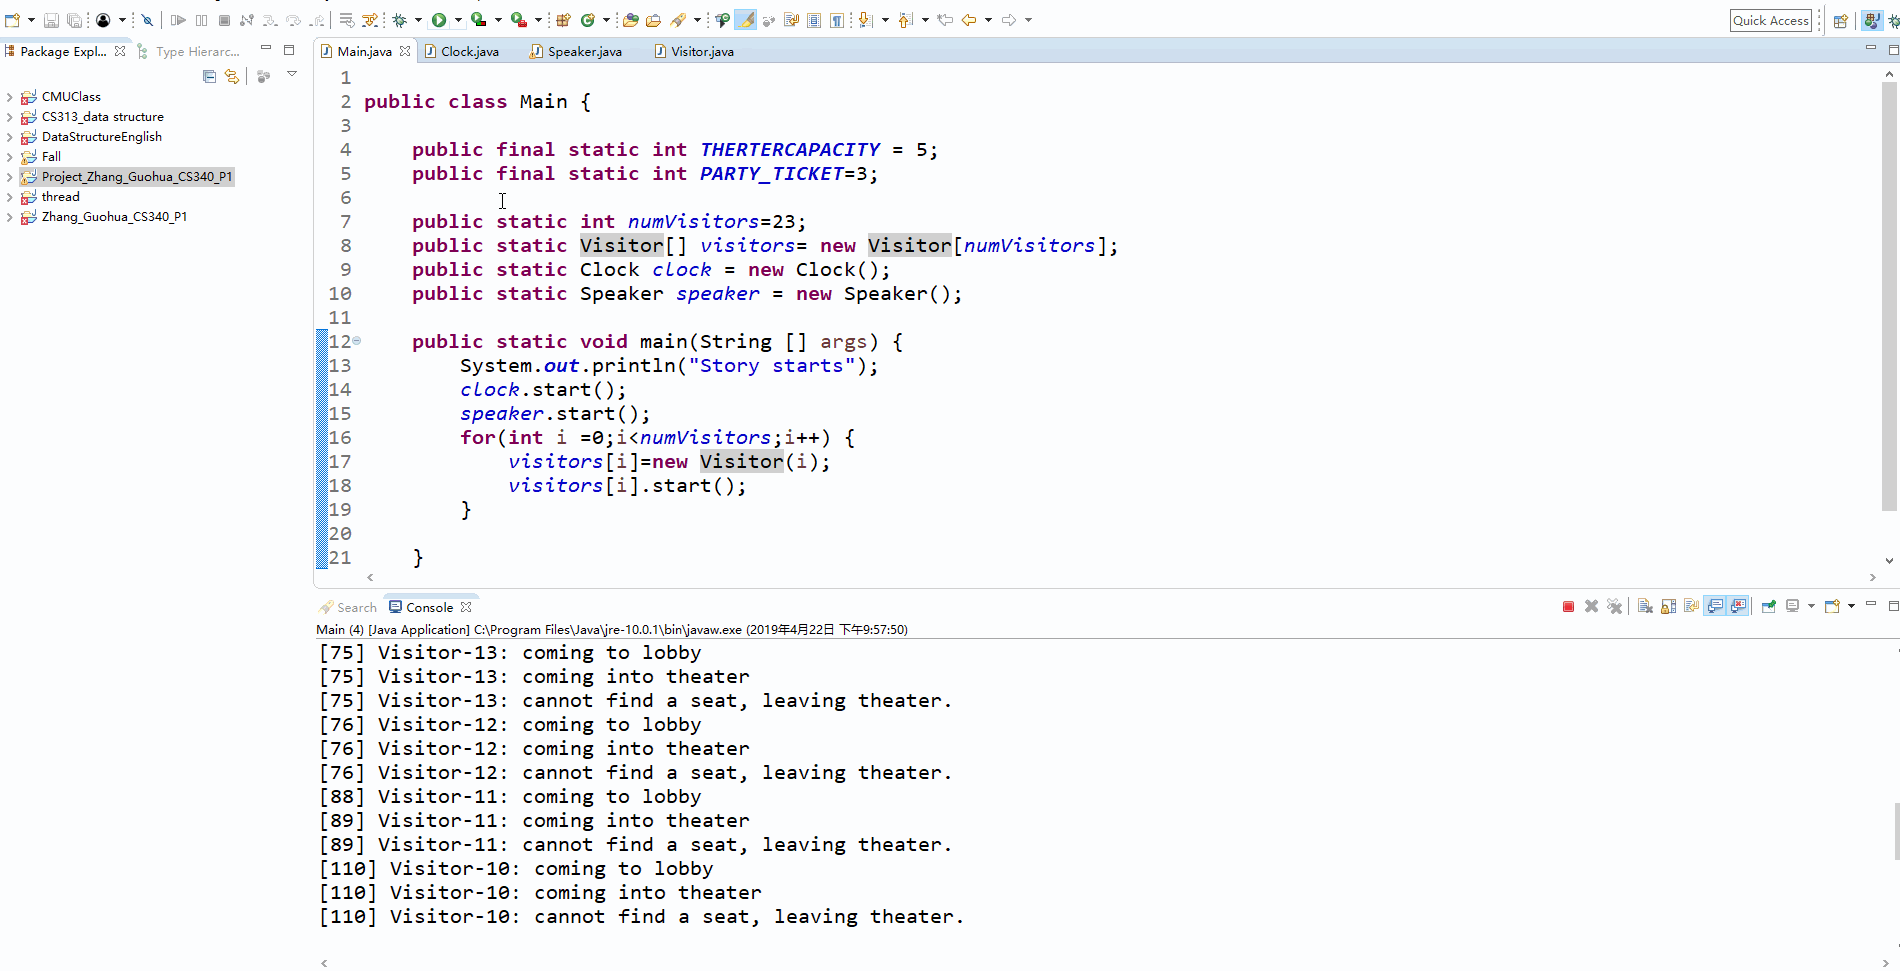 Quick Access
Package Expl...
Type Hierarc...
CMUClass
CS313_data structure
DataStructureEnglish
Fall
Project_Zhang_Guohua_CS340_P1
thread
Zhang_Guohua_CS340_P1
Main.java
Clock.java
Speaker.java
Visitor.java
1
2 public class Main {
3
4 public final static int THERTERCAPACITY = 5;
5 public final static int PARTY_TICKET=3;
6
7 public static int numVisitors=23;
8 public static Visitor[] visitors= new Visitor[numVisitors];
9 public static Clock clock = new Clock();
10 public static Speaker speaker = new Speaker();
11
12 public static void main(String [] args) {
13 System.out.println("Story starts");
14 clock.start();
15 speaker.start();
16 for(int i =0;i<numVisitors;i++) {
17 visitors[i]=new Visitor(i);
18 visitors[i].start();
19 }
20
21 }
Search
Console
Main (4) [Java Application] C:\Program Files\Java\jre-10.0.1\bin\javaw.exe (2019年4月22日 下午9:57:50)
[75] Visitor-13: coming to lobby
[75] Visitor-13: coming into theater
[75] Visitor-13: cannot find a seat, leaving theater.
[76] Visitor-12: coming to lobby
[76] Visitor-12: coming into theater
[76] Visitor-12: cannot find a seat, leaving theater.
[88] Visitor-11: coming to lobby
[89] Visitor-11: coming into theater
[89] Visitor-11: cannot find a seat, leaving theater.
[110] Visitor-10: coming to lobby
[110] Visitor-10: coming into theater
[110] Visitor-10: cannot find a seat, leaving theater.